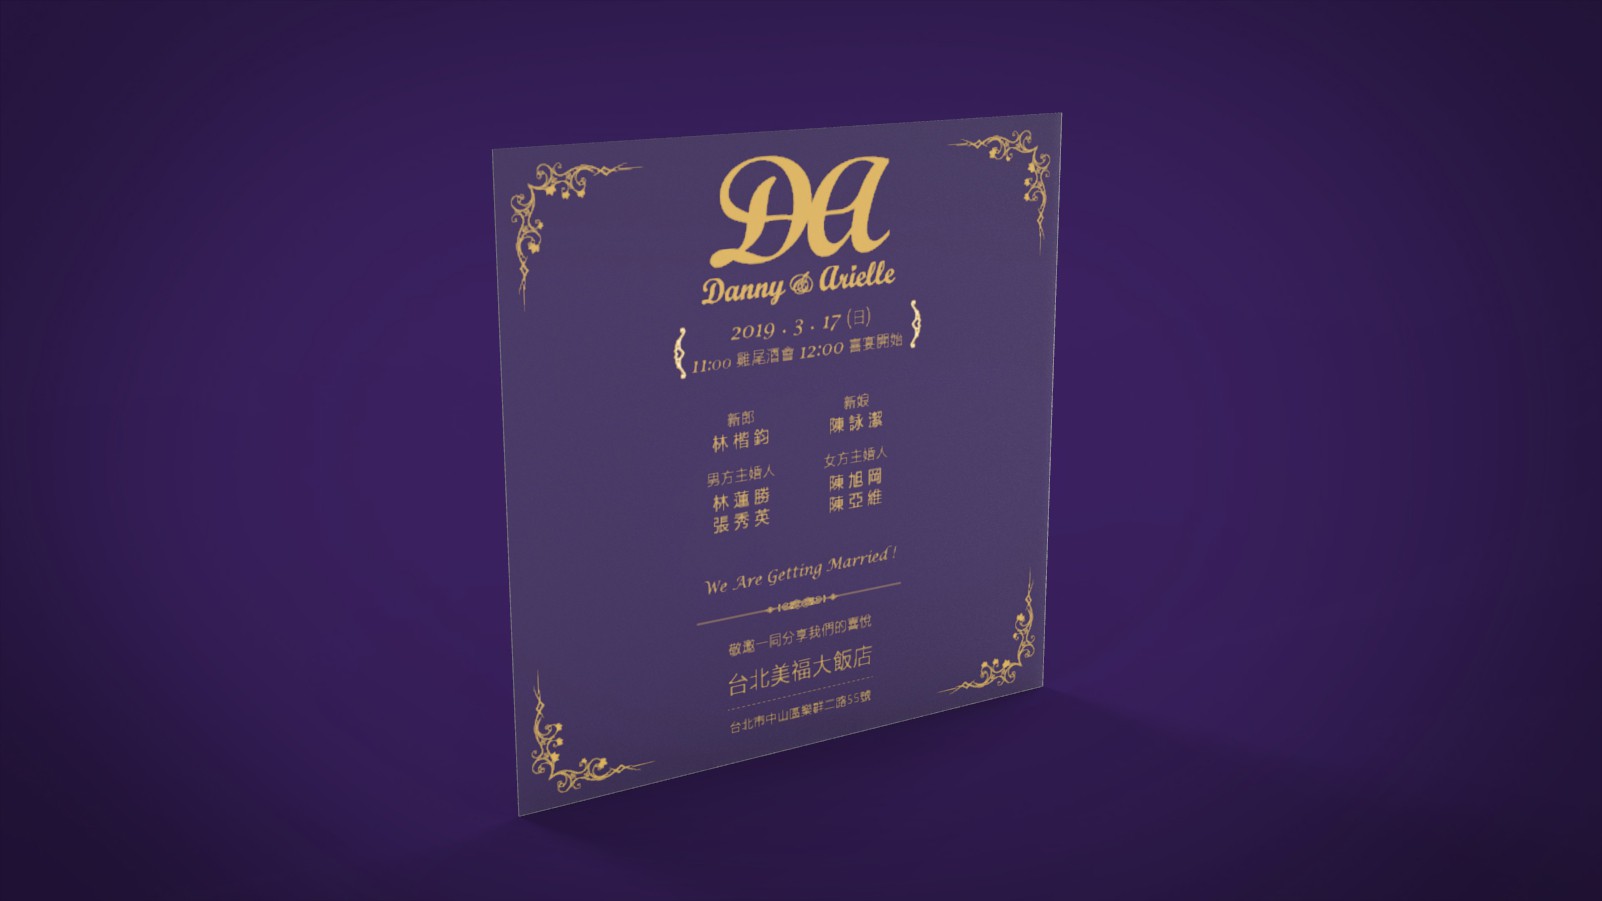 DA
Danny & Arielle
2019 . 3 . 17 (日)
11:00 雞尾酒會 12:00 喜宴開始
新郎
林楷鈞
新娘
陳詠潔
男方主婚人
林蓮勝
張秀英
女方主婚人
陳旭岡
陳亞維
We Are Getting Married !
敬邀一同分享我們的喜悅
台北美福大飯店
台北市中山區樂群二路55號